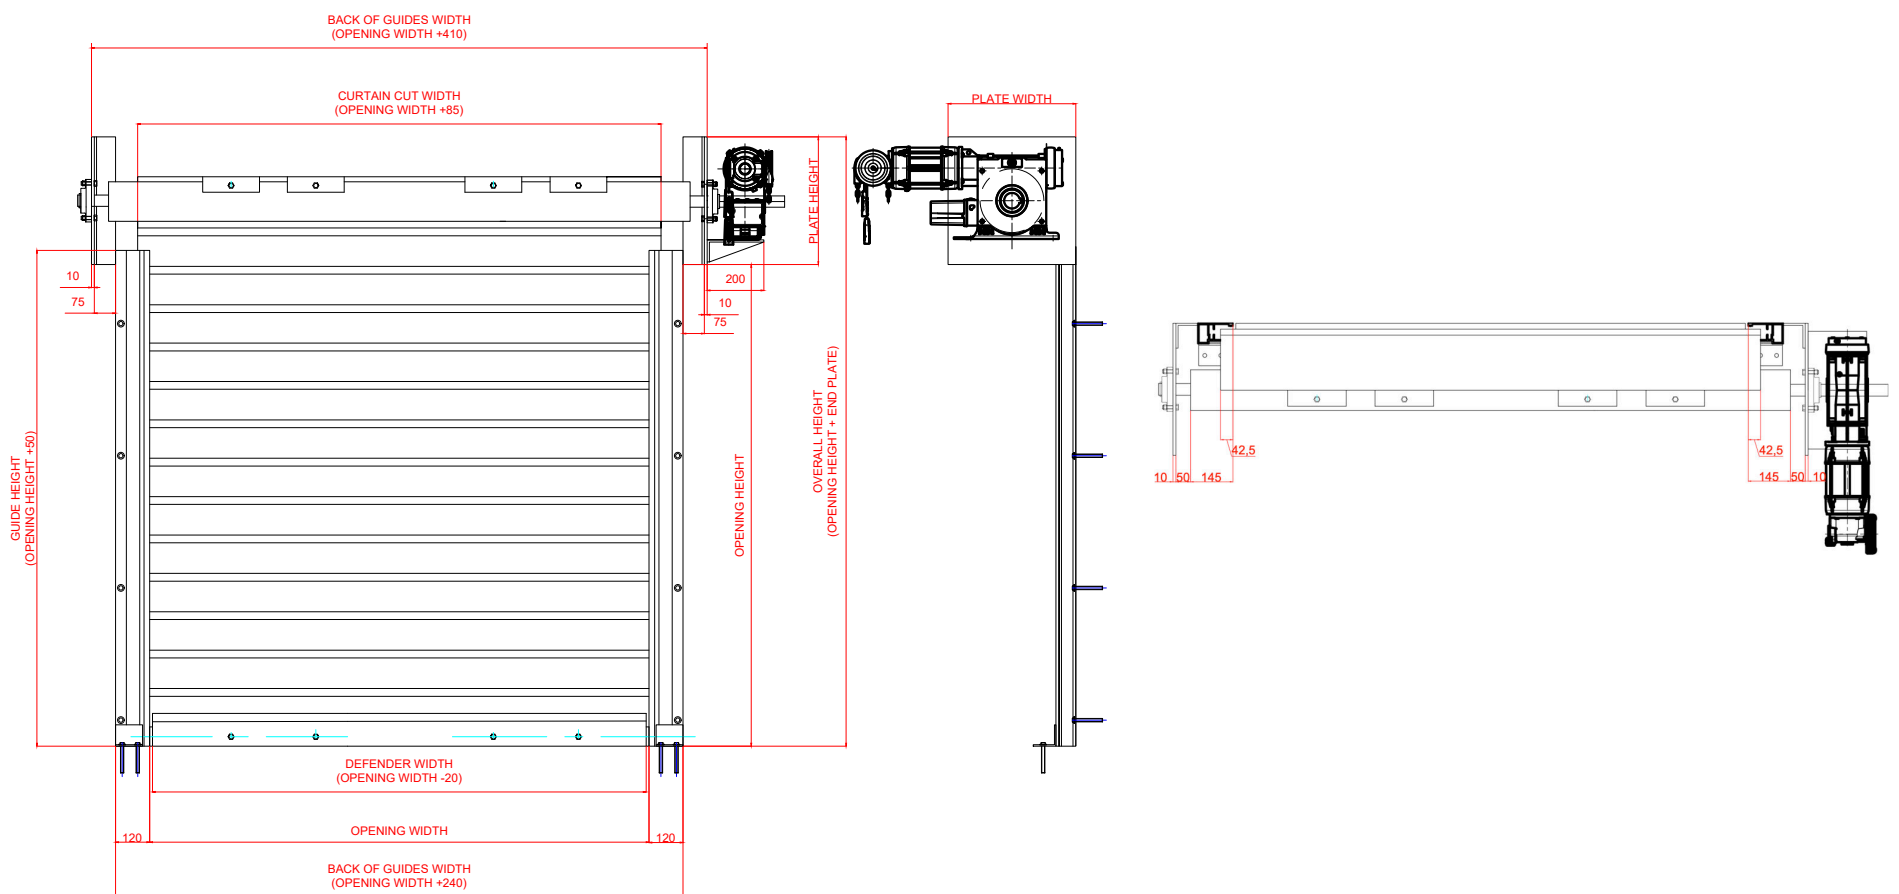 BACK OF GUIDES WIDTH
(OPENING WIDTH +410)
CURTAIN CUT WIDTH
(OPENING WIDTH +85)
PLATE WIDTH
PLATE HEIGHT
10
75
200
10
75
GUIDE HEIGHT
(OPENING HEIGHT +50)
OPENING HEIGHT
OVERALL HEIGHT
(OPENING HEIGHT + END PLATE)
42,5
42,5
10 50 145
145 50 10
DEFENDER WIDTH
(OPENING WIDTH -20)
120
OPENING WIDTH
120
BACK OF GUIDES WIDTH
(OPENING WIDTH +240)